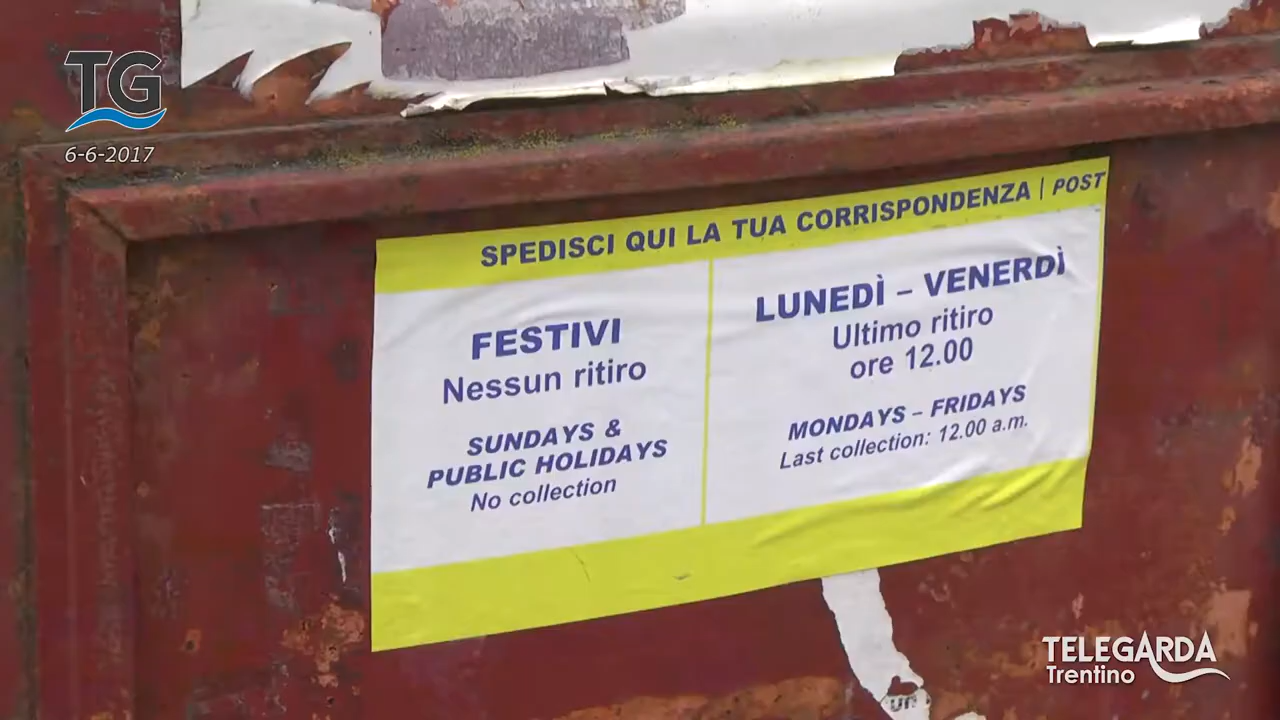 TG
6-6-2017
SPEDISCI QUI LA TUA CORRISPONDENZA | POST
FESTIVI
Nessun ritiro
SUNDAYS &
PUBLIC HOLIDAYS
No collection
LUNEDÌ – VENERDÌ
Ultimo ritiro
ore 12.00
MONDAYS – FRIDAYS
Last collection: 12.00 a.m.
TELEGARDA
Trentino